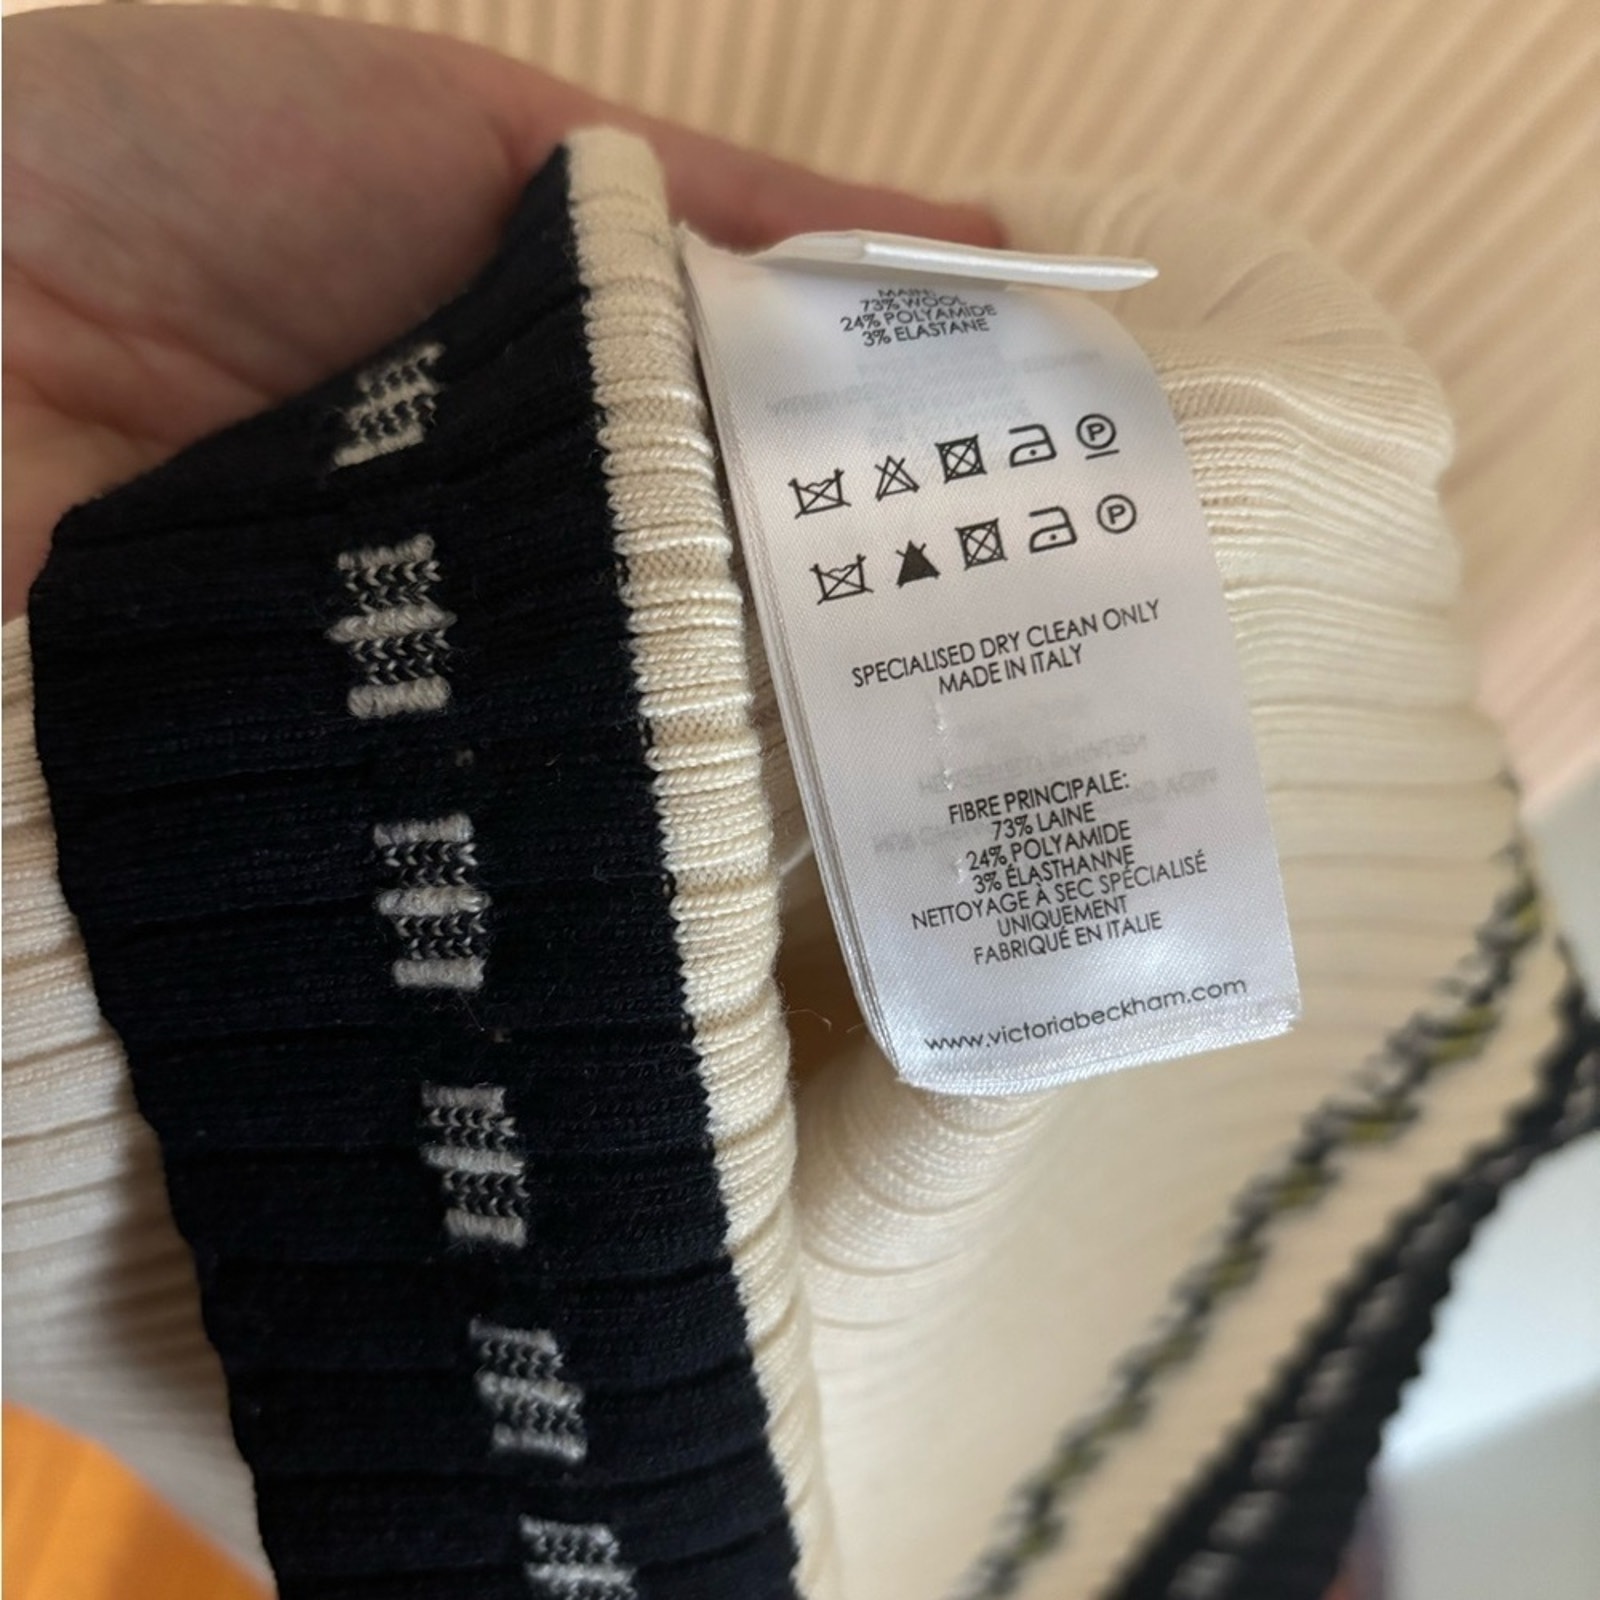 MAIN:
73% WOOL
24% POLYAMIDE
3% ELASTANE
P
P
SPECIALISED DRY CLEAN ONLY
MADE IN ITALY
FIBRE PRINCIPALE:
73% LAINE
24% POLYAMIDE
3% ÉLASTHANNE
NETTOYAGE À SEC SPÉCIALISÉ
UNIQUEMENT
FABRIQUÉ EN ITALIE
www.victoriabeckham.com